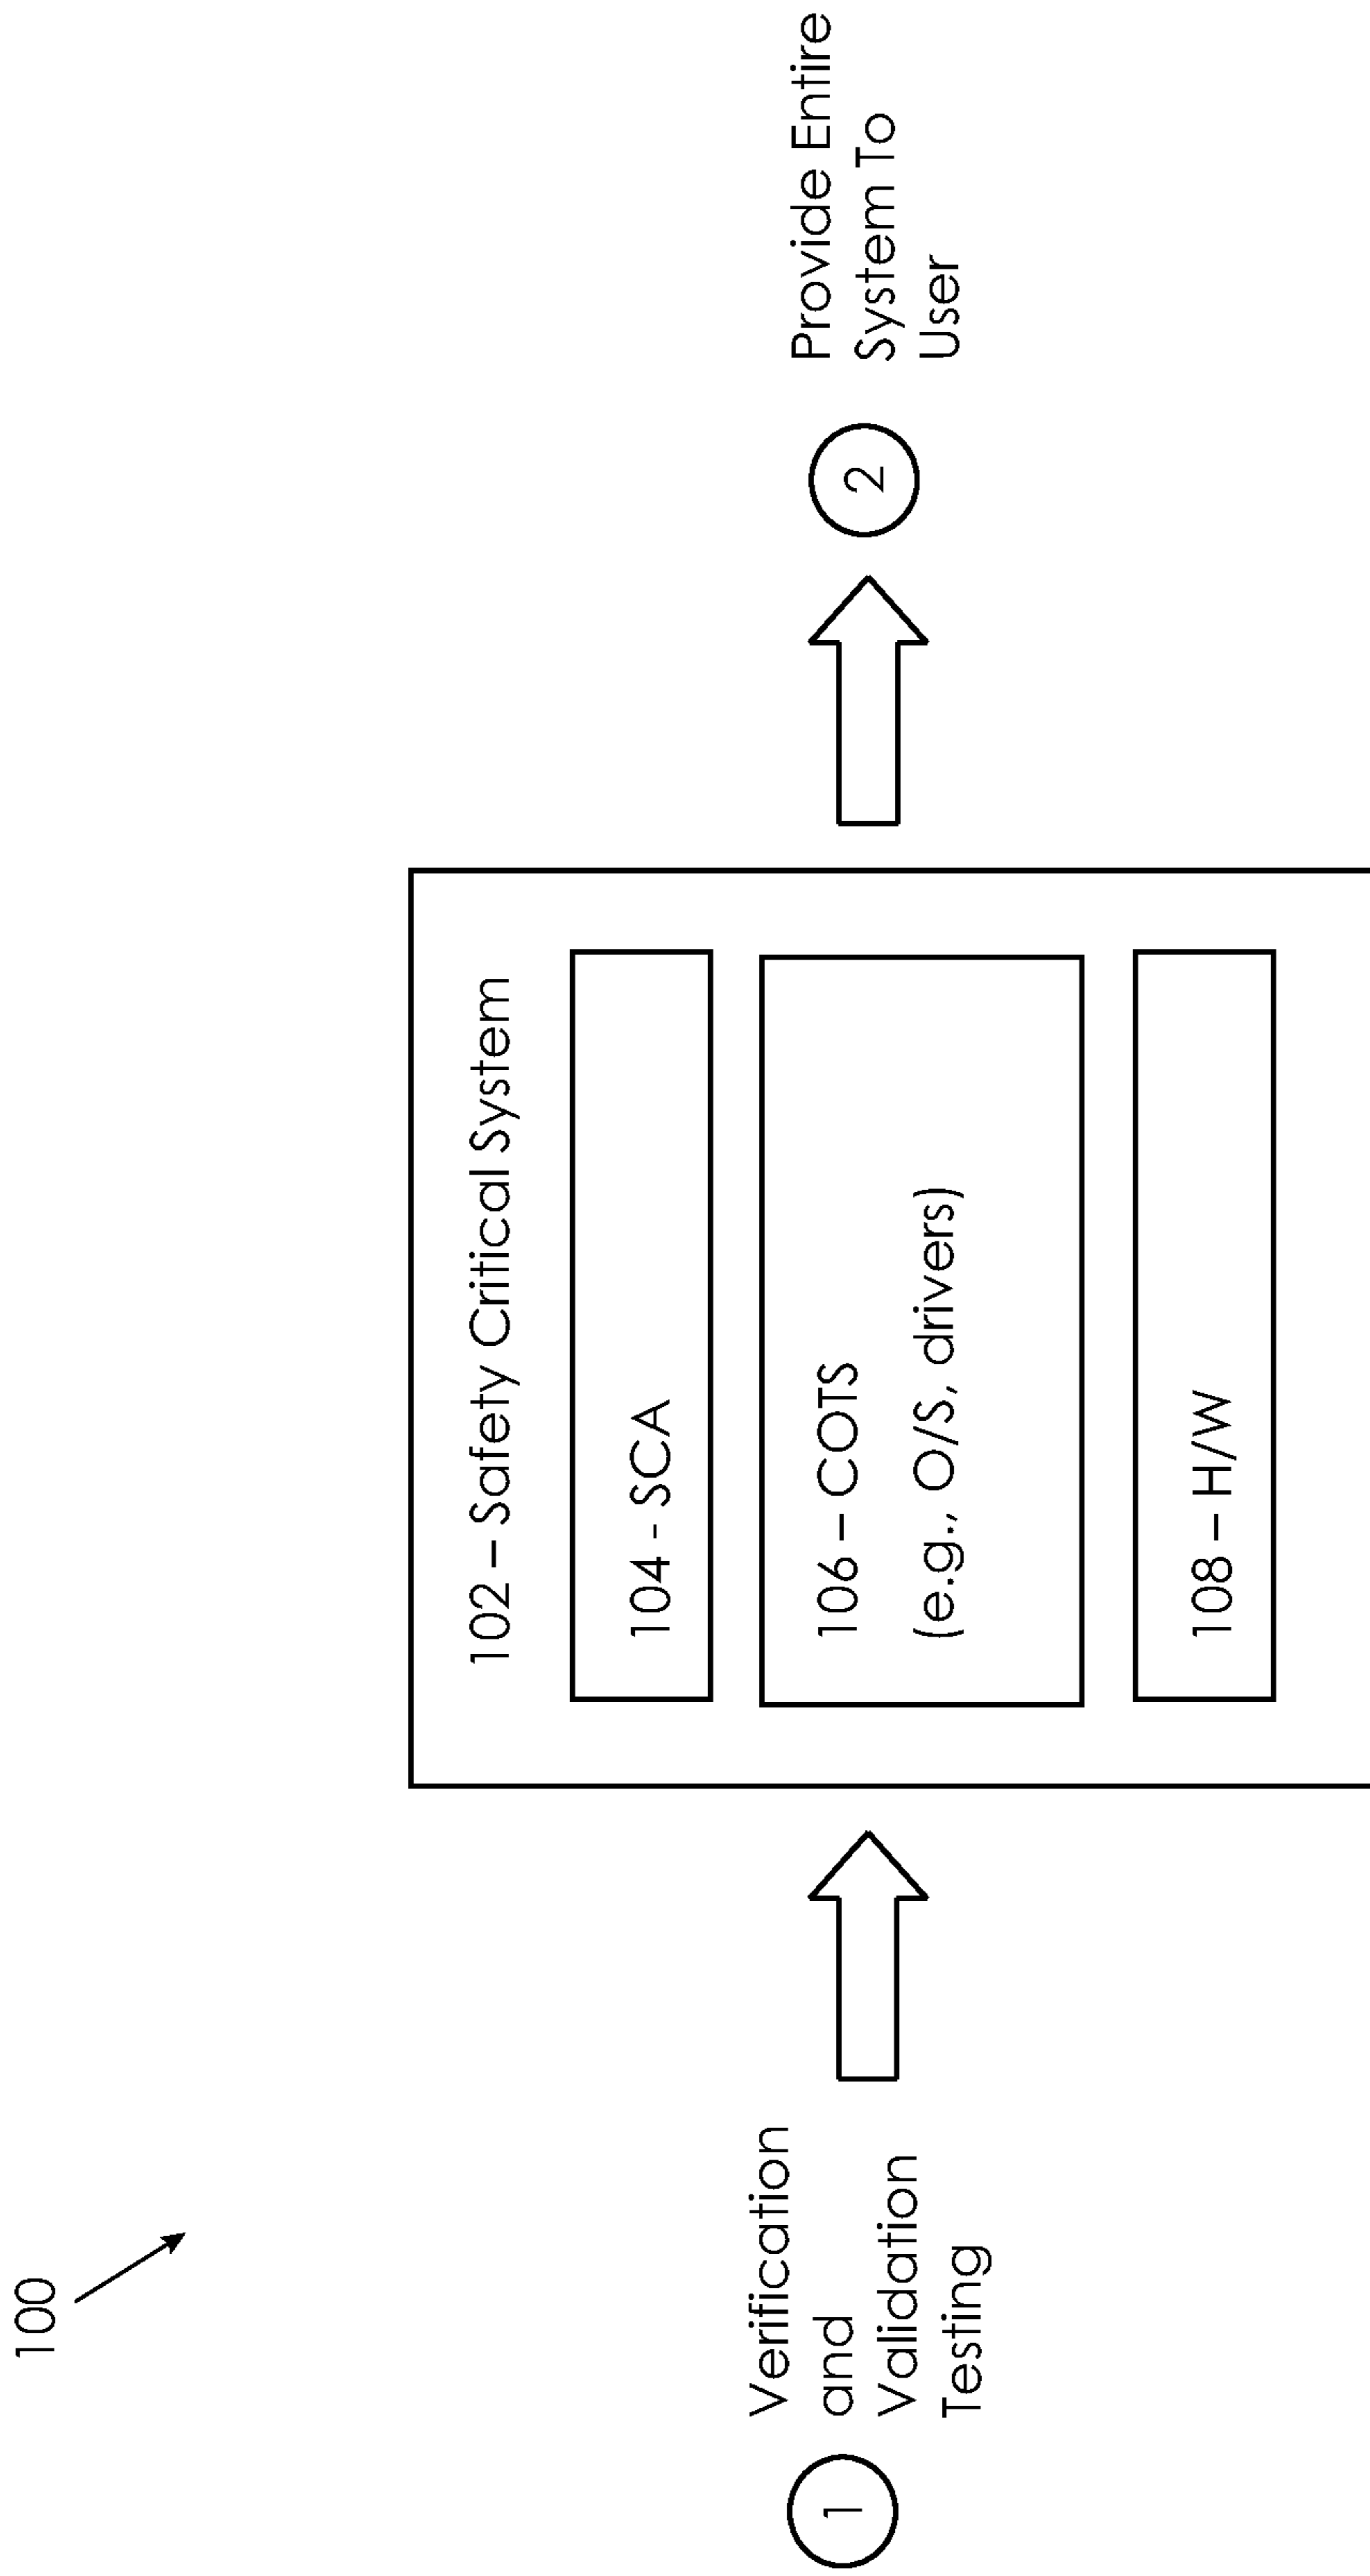 100
1
Verification
and
Validation
Testing
102 – Safety Critical System
104 - SCA
106 – COTS
(e.g., O/S, drivers)
108 – H/W
2
Provide Entire
System To
User